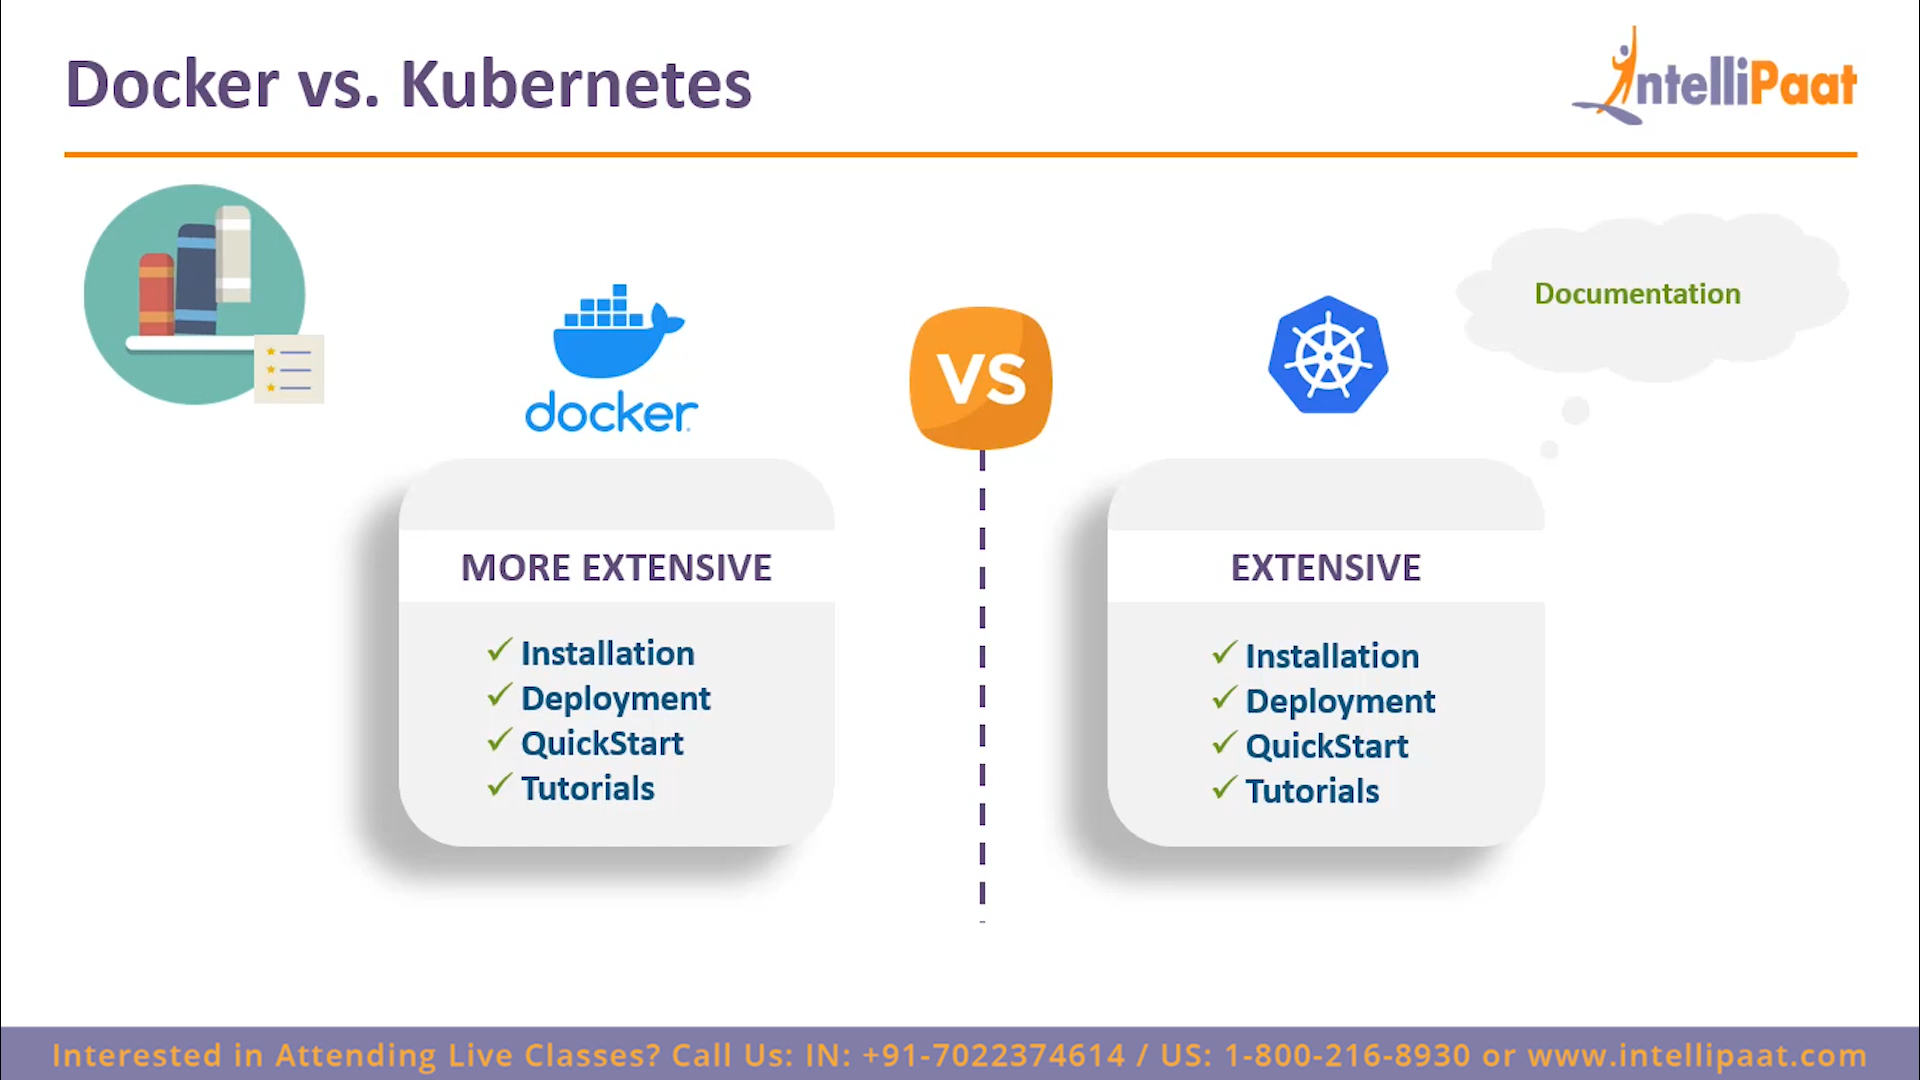 Docker vs. Kubernetes
IntelliPaat
Documentation
docker
VS
MORE EXTENSIVE
✓ Installation
✓ Deployment
✓ QuickStart
✓ Tutorials
EXTENSIVE
✓ Installation
✓ Deployment
✓ QuickStart
✓ Tutorials
Interested in Attending Live Classes? Call Us: IN: +91-7022374614 / US: 1-800-216-8930 or www.intellipaat.com